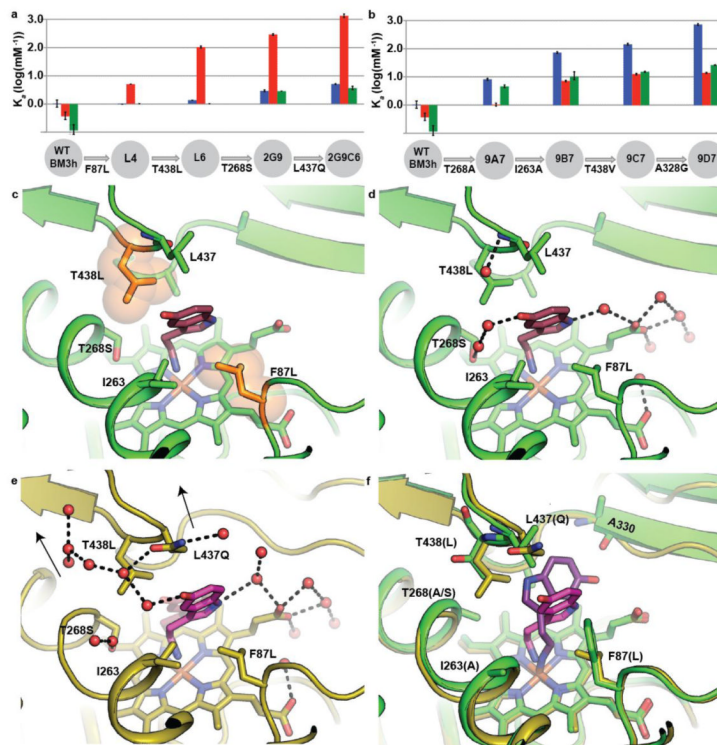 a
b
K a (log(mM⁻¹))
3.0
2.0
1.0
0.0
K a (log(mM⁻¹))
3.0
2.0
1.0
0.0
WT BM3h
L4
L6
2G9
2G9C6
F87L
T438L
T268S
L437Q
WT BM3h
9A7
9B7
9C7
9D7
T268A
I263A
T438V
A328G
c
L437
T438L
T268S
I263
F87L
d
L437
T438L
T268S
I263
F87L
e
T438L
L437Q
T268S
I263
F87L
f
L437(Q)
A330
T438(L)
T268(A/S)
I263(A)
F87(L)